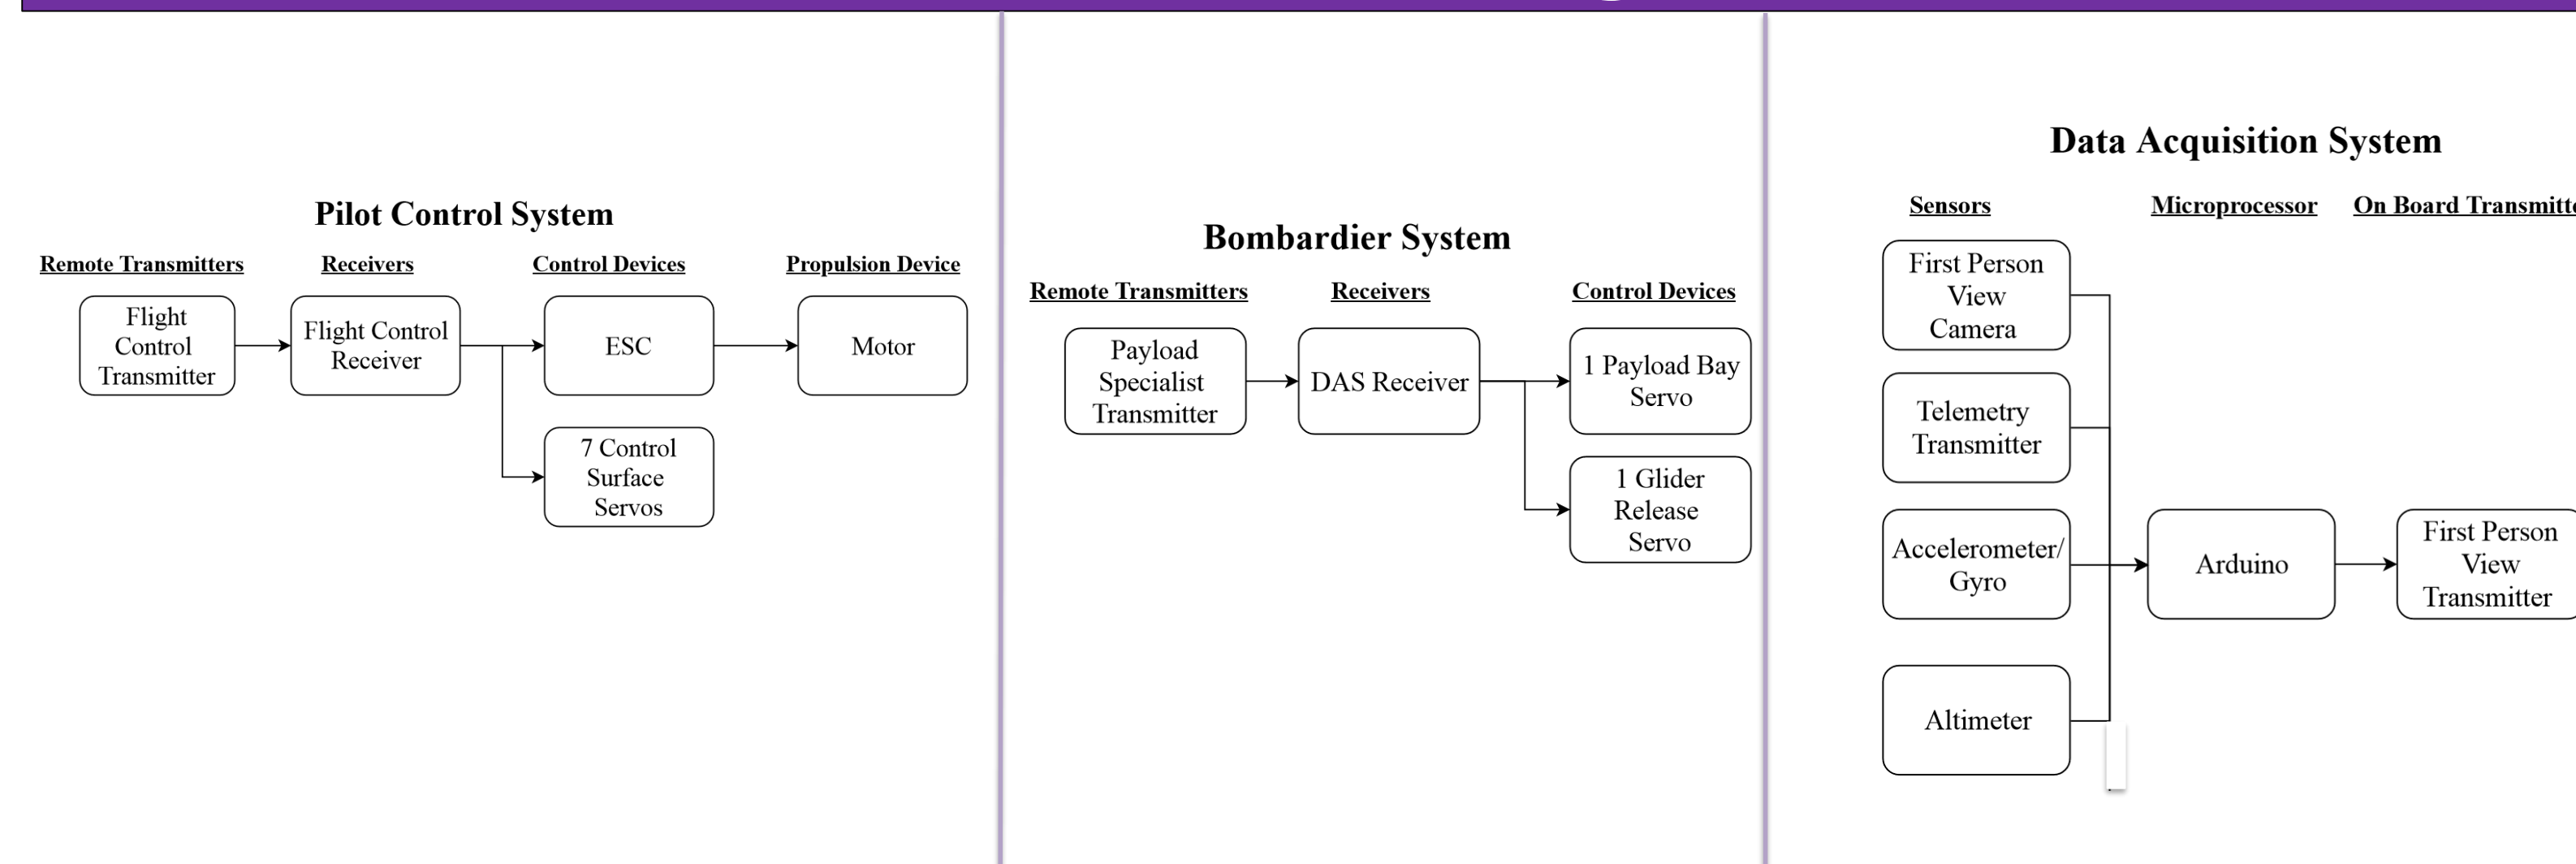 Pilot Control System
Remote Transmitters
Receivers
Control Devices
Propulsion Device
Flight
Control
Transmitter
Flight Control
Receiver
ESC
Motor
7 Control
Surface
Servos
Bombardier System
Remote Transmitters
Receivers
Control Devices
Payload
Specialist
Transmitter
DAS Receiver
1 Payload Bay
Servo
1 Glider
Release
Servo
Data Acquisition System
Sensors
Microprocessor
On Board
First Person
View
Camera
Telemetry
Transmitter
Accelerometer/
Gyro
Altimeter
Arduino
First Person
View
Transmitter